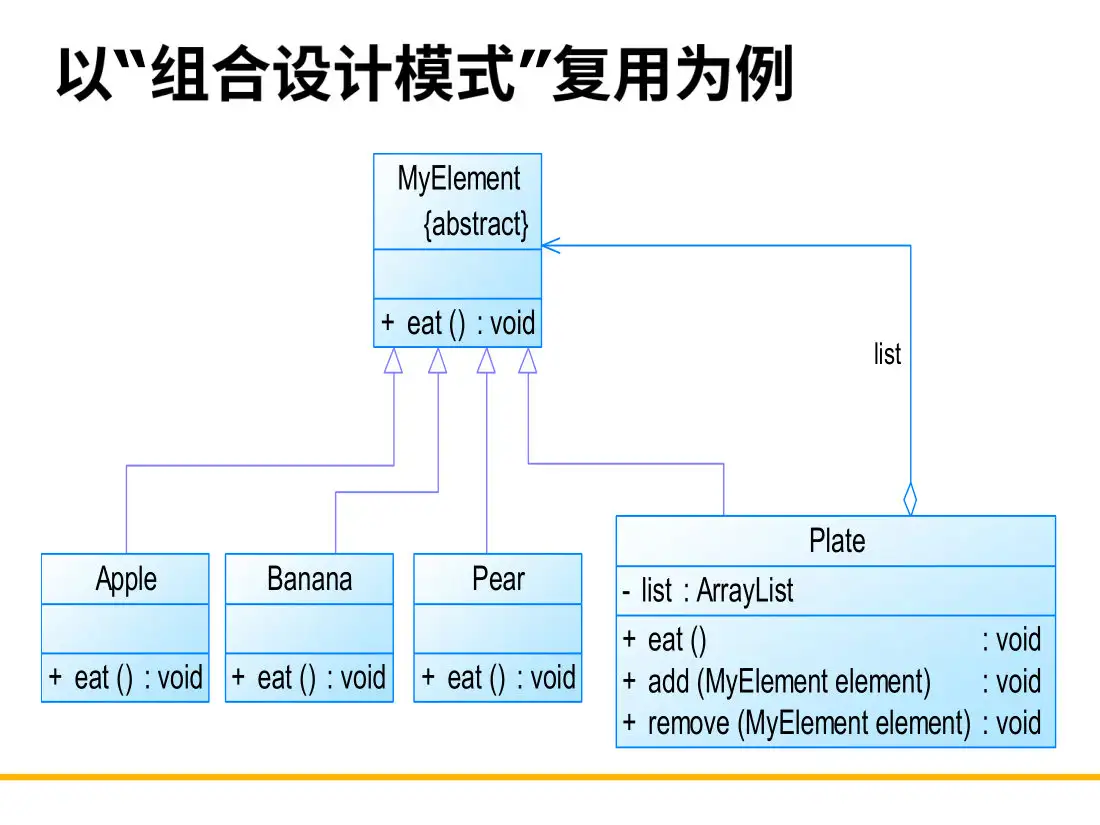 以“组合设计模式”复用为例
MyElement
{abstract}
+ eat () : void
list
Apple
+ eat () : void
Banana
+ eat () : void
Pear
+ eat () : void
Plate
- list : ArrayList
+ eat () : void
+ add (MyElement element) : void
+ remove (MyElement element) : void